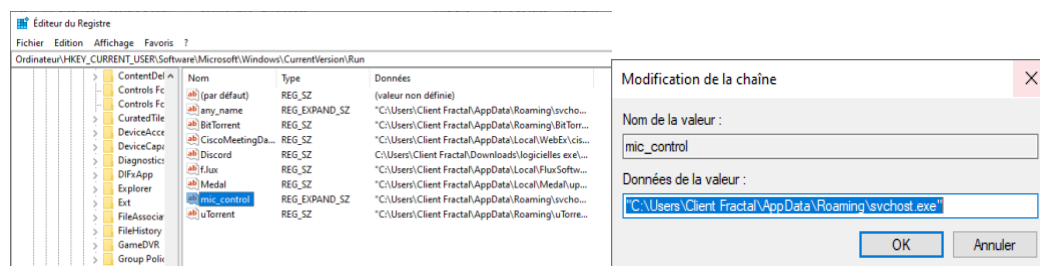 Éditeur du Registre
Fichier Edition Affichage Favoris ?
Ordinateur\HKEY_CURRENT_USER\Software\Microsoft\Windows\CurrentVersion\Run
ContentDel
Controls Fc
Controls Fc
CuratedTile
DeviceAcce
DeviceCapa
Diagnostics
DIFxApp
Explorer
Ext
FileAssocia
FileHistory
GameDVR
Group Polic
Nom Type Données
(par défaut) REG_SZ (valeur non définie)
any_name REG_EXPAND_SZ "C:\Users\Client Fractal\AppData\Roaming\svcho...
BitTorrent REG_SZ "C:\Users\Client Fractal\AppData\Roaming\BitTorr...
CiscoMeetingDa... REG_SZ "C:\Users\Client Fractal\AppData\Local\WebEx\cis...
Discord REG_SZ C:\Users\Client Fractal\Downloads\logicielles exe\...
f.lux REG_SZ "C:\Users\Client Fractal\AppData\Local\FluxSoftw...
Medal REG_SZ "C:\Users\Client Fractal\AppData\Local\Medal\up...
mic_control REG_EXPAND_SZ "C:\Users\Client Fractal\AppData\Roaming\svcho...
uTorrent REG_SZ "C:\Users\Client Fractal\AppData\Roaming\uTorre...
Modification de la chaîne
Nom de la valeur :
mic_control
Données de la valeur :
"C:\Users\Client Fractal\AppData\Roaming\svchost.exe"
OK Annuler